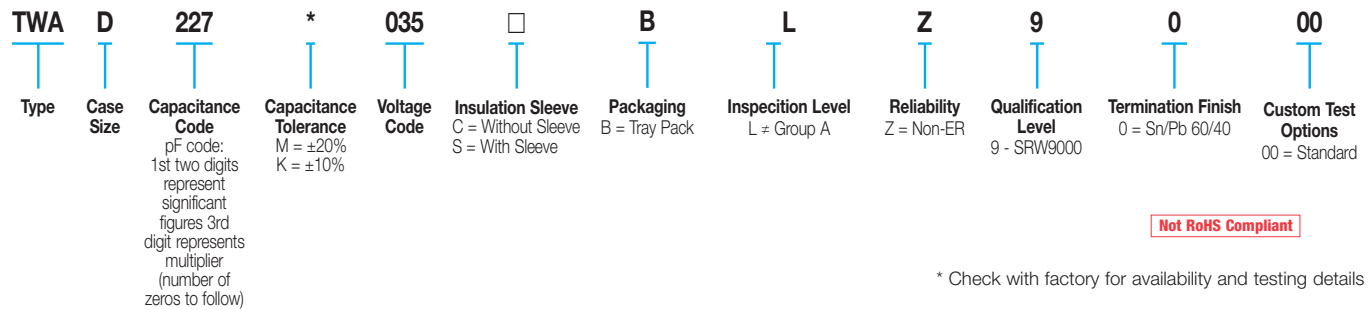 TWA D 227 * 035 □ B L Z 9 0 00
Type
Case
Size
Capacitance
Code
pF code:
1st two digits
represent
significant
figures 3rd
digit represents
multiplier
(number of
zeros to follow)
Capacitance
Tolerance
M = ±20%
K = ±10%
Voltage
Code
Insulation Sleeve
C = Without Sleeve
S = With Sleeve
Packaging
B = Tray Pack
Inspecition Level
L ≠ Group A
Reliability
Z = Non-ER
Qualification
Level
9 - SRW9000
Termination Finish
0 = Sn/Pb 60/40
Custom Test
Options
00 = Standard
Not RoHS Compliant
* Check with factory for availability and testing details